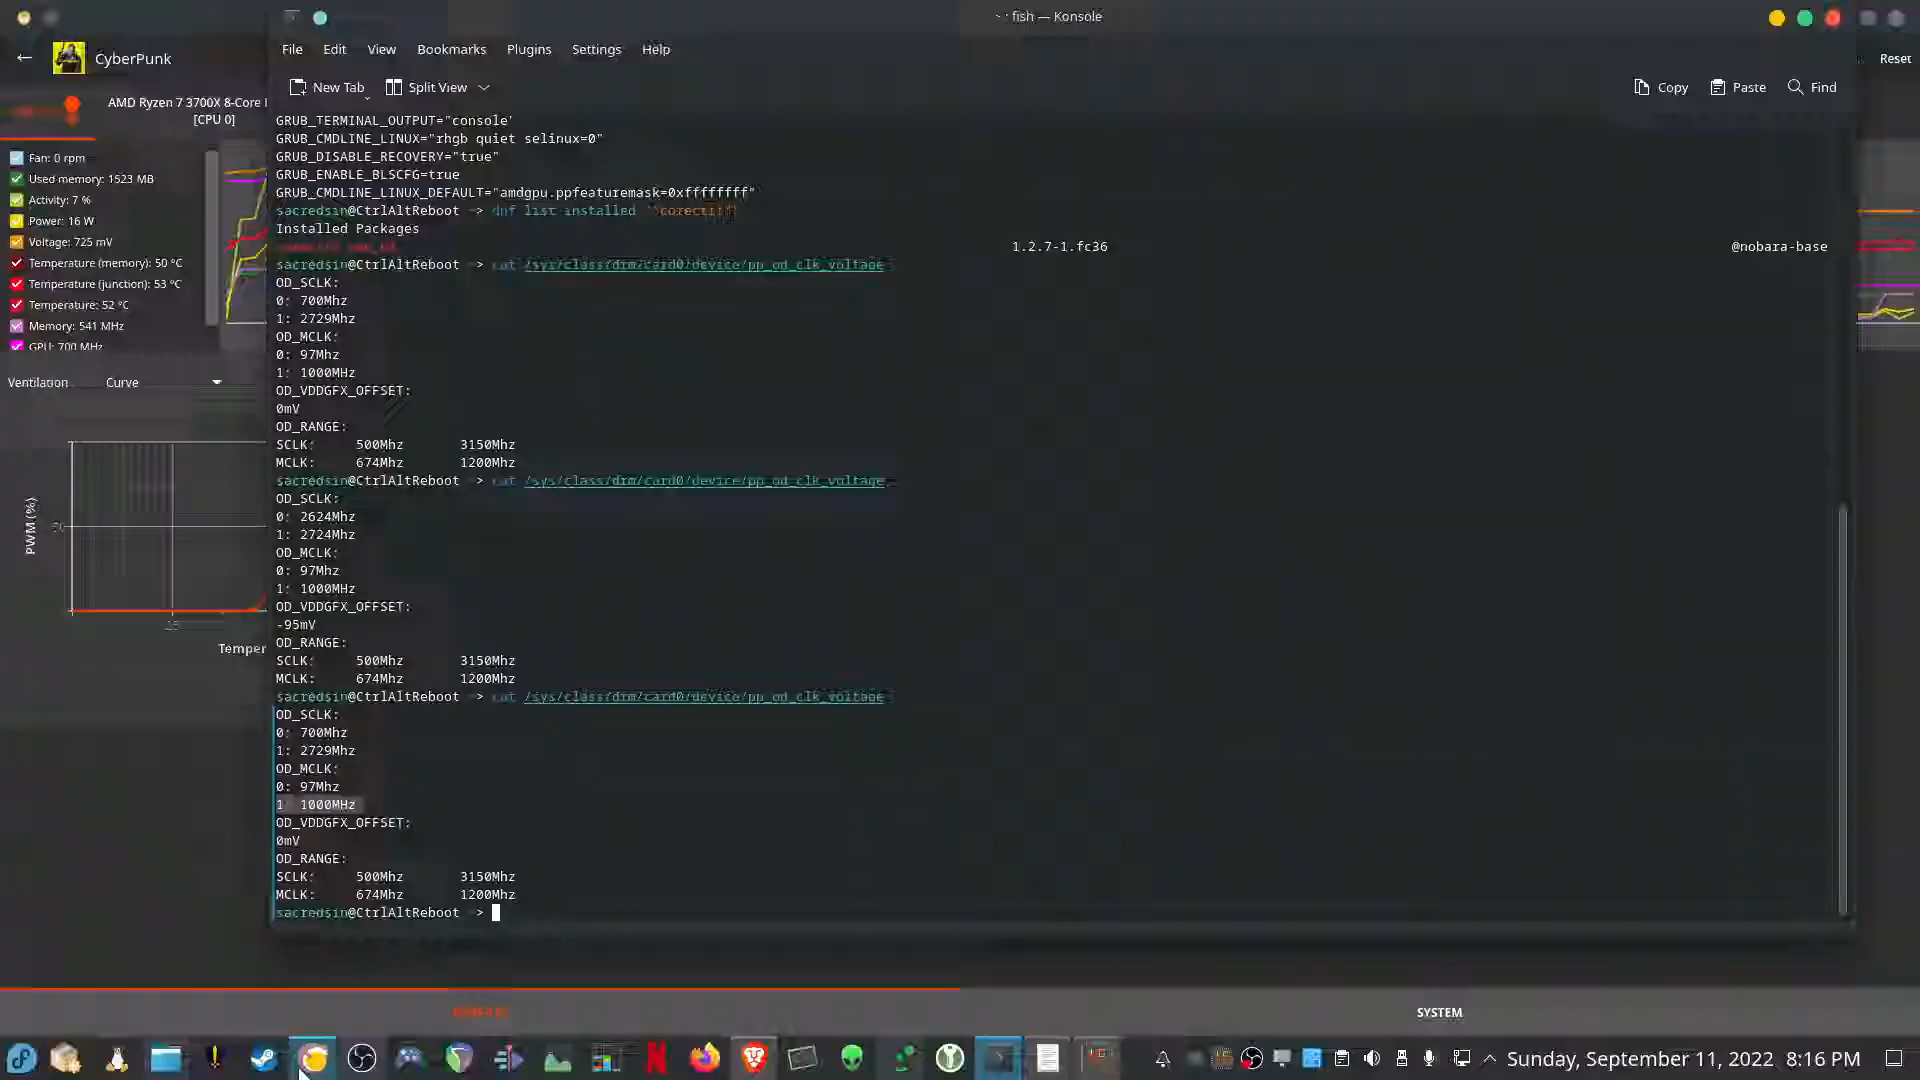 ~ : fish — Konsole
File Edit View Bookmarks Plugins Settings Help
CyberPunk
Reset
New Tab Split View
Copy Paste Find
AMD Ryzen 7 3700X 8-Core
[CPU 0]
Fan: 0 rpm
Used memory: 1523 MB
Activity: 7 %
Power: 16 W
Voltage: 725 mV
Temperature (memory): 50 °C
Temperature (junction): 53 °C
Temperature: 52 °C
Memory: 541 MHz
GPU: 700 MHz
Ventilation Curve
PWM (%)
50
25
Temper
GRUB_TERMINAL_OUTPUT="console"
GRUB_CMDLINE_LINUX="rhgb quiet selinux=0"
GRUB_DISABLE_RECOVERY="true"
GRUB_ENABLE_BLSCFG=true
GRUB_CMDLINE_LINUX_DEFAULT="amdgpu.ppfeaturemask=0xffffffff"
sacredsin@CtrlAltReboot ~> dnf list installed
Installed Packages
1.2.7-1.fc36 @nobara-base
sacredsin@CtrlAltReboot ~> cat /sys/class/drm/card0/device/pp_od_clk_voltage
OD_SCLK:
0: 700Mhz
1: 2729Mhz
OD_MCLK:
0: 97Mhz
1: 1000MHz
OD_VDDGFX_OFFSET:
0mV
OD_RANGE:
SCLK: 500Mhz 3150Mhz
MCLK: 674Mhz 1200Mhz
sacredsin@CtrlAltReboot ~> cat /sys/class/drm/card0/device/pp_od_clk_voltage
OD_SCLK:
0: 2624Mhz
1: 2724Mhz
OD_MCLK:
0: 97Mhz
1: 1000MHz
OD_VDDGFX_OFFSET:
-95mV
OD_RANGE:
SCLK: 500Mhz 3150Mhz
MCLK: 674Mhz 1200Mhz
sacredsin@CtrlAltReboot ~> cat /sys/class/drm/card0/device/pp_od_clk_voltage
OD_SCLK:
0: 700Mhz
1: 2729Mhz
OD_MCLK:
0: 97Mhz
1: 1000MHz
OD_VDDGFX_OFFSET:
0mV
OD_RANGE:
SCLK: 500Mhz 3150Mhz
MCLK: 674Mhz 1200Mhz
sacredsin@CtrlAltReboot ~>
SYSTEM
Sunday, September 11, 2022 8:16 PM